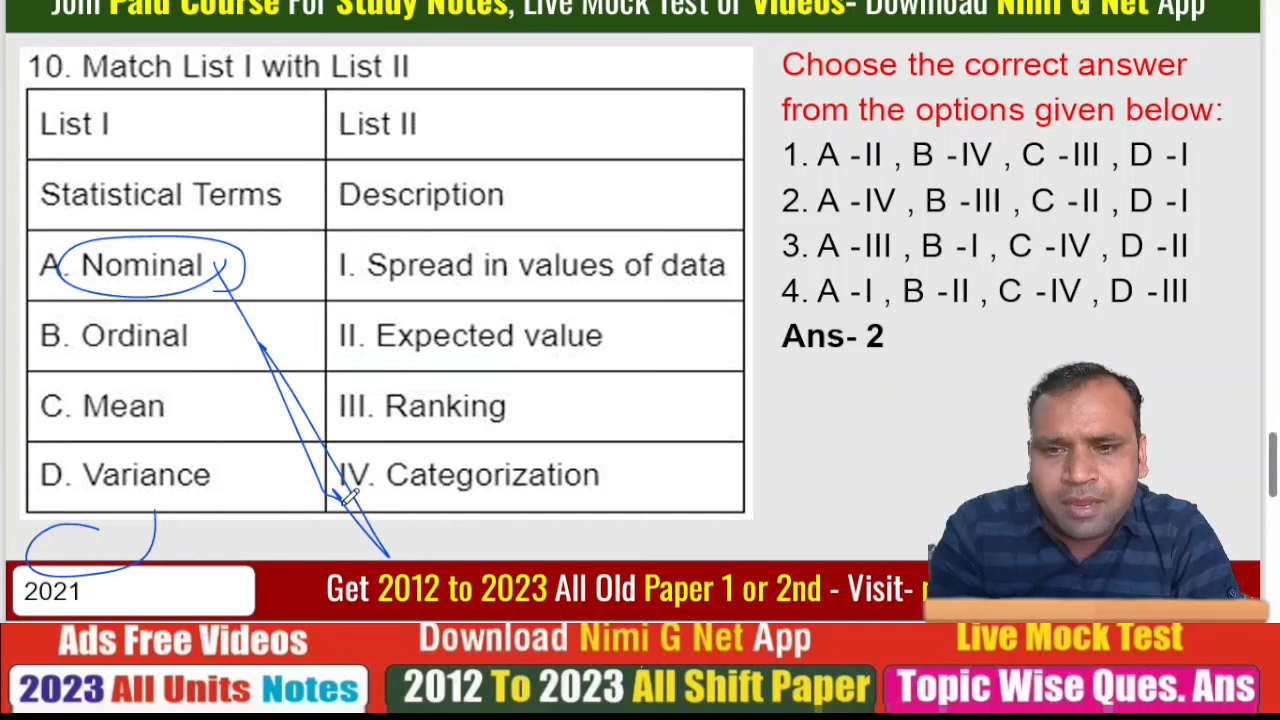 Join Paid Course For Study Notes, Live Mock Test or Videos- Download Nimi G Net App
10. Match List I with List II
List I
List II
Statistical Terms
Description
A. Nominal
I. Spread in values of data
B. Ordinal
II. Expected value
C. Mean
III. Ranking
D. Variance
IV. Categorization
Choose the correct answer
from the options given below:
1. A -II , B -IV , C -III , D -I
2. A -IV , B -III , C -II , D -I
3. A -III , B -I , C -IV , D -II
4. A -I , B -II , C -IV , D -III
Ans- 2
2021
Get 2012 to 2023 All Old Paper 1 or 2nd - Visit-
Ads Free Videos
Download Nimi G Net App
Live Mock Test
2023 All Units Notes
2012 To 2023 All Shift Paper
Topic Wise Ques. Ans